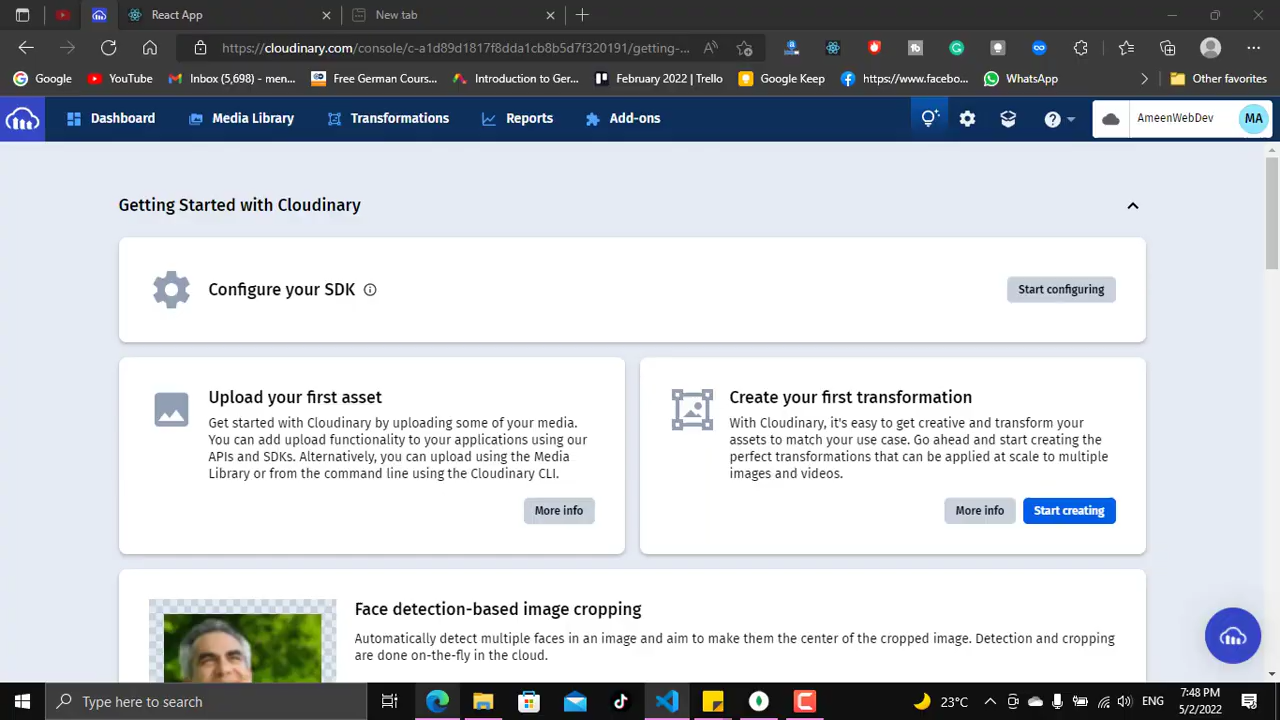 React App
New tab
https://cloudinary.com/console/c-a1d89d1817f8dda1cb8b5d7f320191/getting-...
Google
YouTube
Inbox (5,698) - men...
Free German Cours...
Introduction to Ger...
February 2022 | Trello
Google Keep
https://www.facebo...
WhatsApp
Other favorites
Dashboard
Media Library
Transformations
Reports
Add-ons
AmeenWebDev
MA
Getting Started with Cloudinary
Configure your SDK
Start configuring
Upload your first asset
Get started with Cloudinary by uploading some of your media.
You can add upload functionality to your applications using our
APIs and SDKs. Alternatively, you can upload using the Media
Library or from the command line using the Cloudinary CLI.
More info
Create your first transformation
With Cloudinary, it's easy to get creative and transform your
assets to match your use case. Go ahead and start creating the
perfect transformations that can be applied at scale to multiple
images and videos.
More info
Start creating
Face detection-based image cropping
Automatically detect multiple faces in an image and aim to make them the center of the cropped image. Detection and cropping
are done on-the-fly in the cloud.
Type here to search
23°C
ENG
7:48 PM
5/2/2022